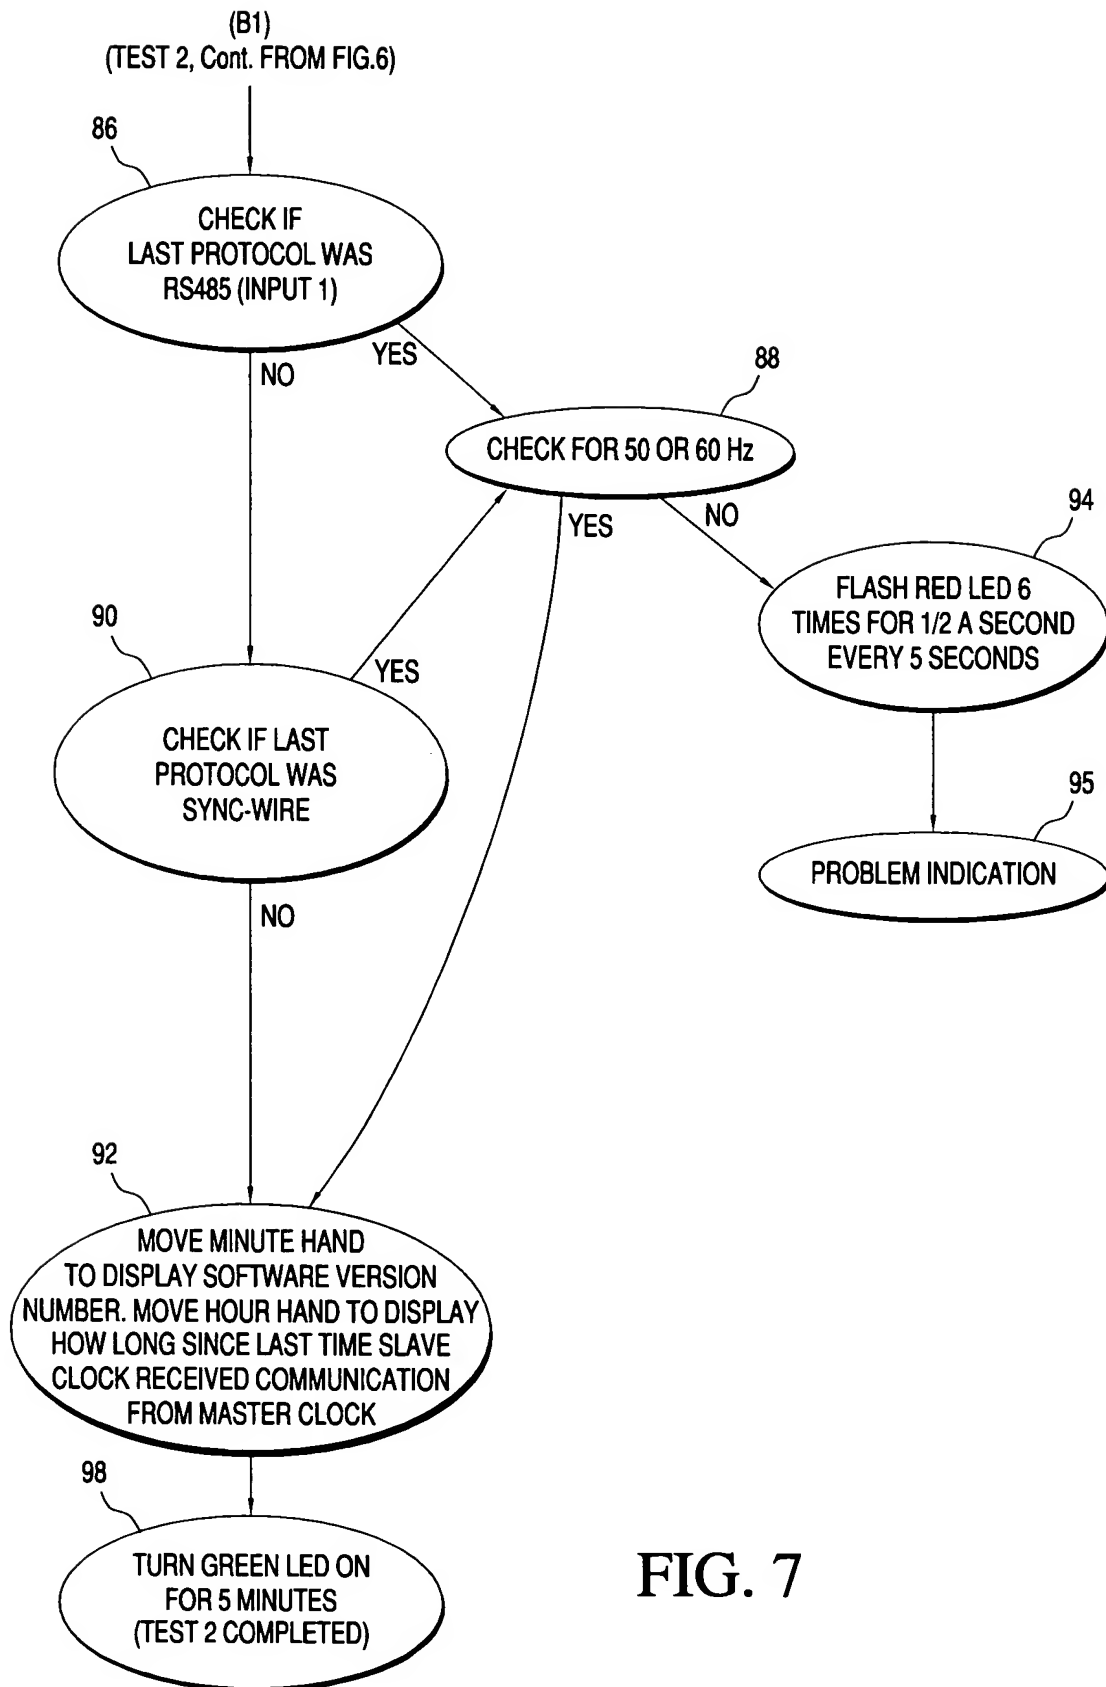 (B1)
(TEST 2, Cont. FROM FIG.6)
86
CHECK IF
LAST PROTOCOL WAS
RS485 (INPUT 1)
YES
NO
88
CHECK FOR 50 OR 60 Hz
YES
NO
94
FLASH RED LED 6
TIMES FOR 1/2 A SECOND
EVERY 5 SECONDS
90
YES
CHECK IF LAST
PROTOCOL WAS
SYNC-WIRE
95
PROBLEM INDICATION
NO
92
MOVE MINUTE HAND
TO DISPLAY SOFTWARE VERSION
NUMBER. MOVE HOUR HAND TO DISPLAY
HOW LONG SINCE LAST TIME SLAVE
CLOCK RECEIVED COMMUNICATION
FROM MASTER CLOCK
98
TURN GREEN LED ON
FOR 5 MINUTES
(TEST 2 COMPLETED)
FIG. 7